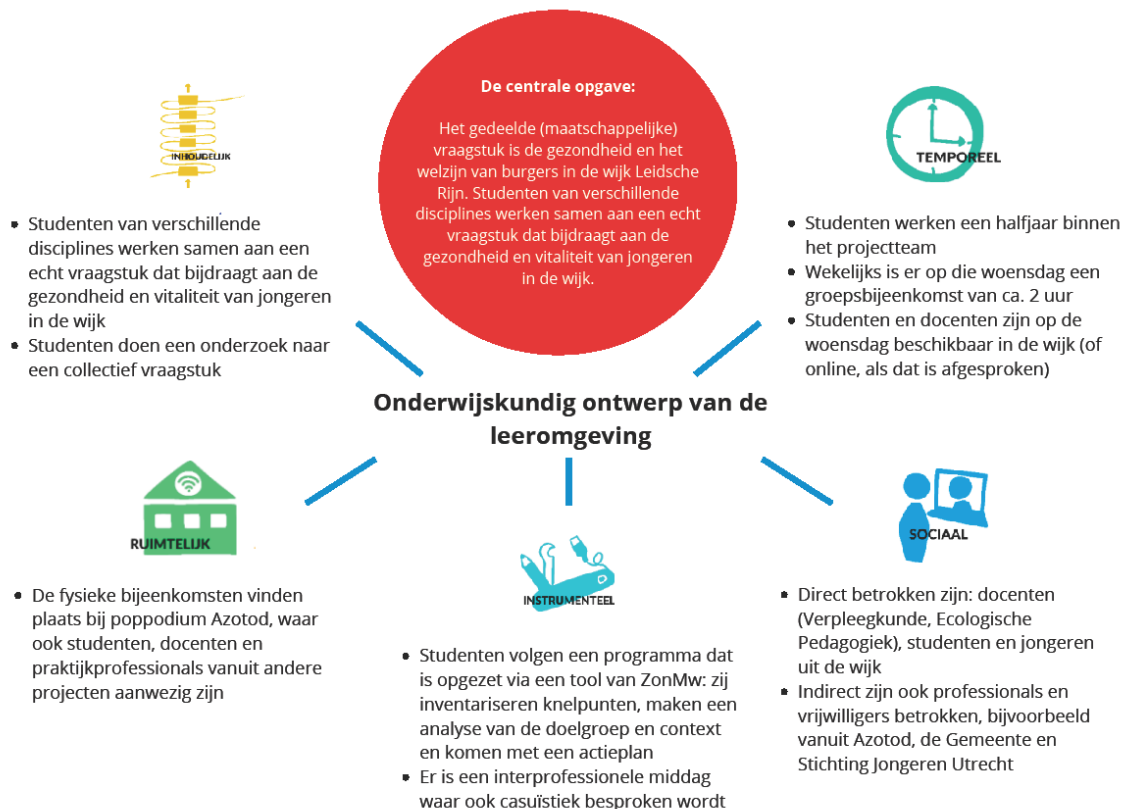 De centrale opgave:
Het gedeelde (maatschappelijke)
vraagstuk is de gezondheid en het
welzijn van burgers in de wijk Leidsche
Rijn. Studenten van verschillende
disciplines werken samen aan een echt
vraagstuk dat bijdraagt aan de
gezondheid en vitaliteit van jongeren
in de wijk.
INHOUDELIJK
• Studenten van verschillende
disciplines werken samen aan een
echt vraagstuk dat bijdraagt aan de
gezondheid en vitaliteit van jongeren
in de wijk
• Studenten doen een onderzoek naar
een collectief vraagstuk
TEMPOREEL
• Studenten werken een halfjaar binnen
het projectteam
• Wekelijks is er op die woensdag een
groepsbijeenkomst van ca. 2 uur
• Studenten en docenten zijn op de
woensdag beschikbaar in de wijk (of
online, als dat is afgesproken)
Onderwijskundig ontwerp van de
leeromgeving
RUIMTELIJK
• De fysieke bijeenkomsten vinden
plaats bij poppodium Azotod, waar
ook studenten, docenten en
praktijkprofessionals vanuit andere
projecten aanwezig zijn
INSTRUMENTEEL
• Studenten volgen een programma dat
is opgezet via een tool van ZonMw: zij
inventariseren knelpunten, maken een
analyse van de doelgroep en context
en komen met een actieplan
• Er is een interprofessionele middag
waar ook casuïstiek besproken wordt
SOCIAAL
• Direct betrokken zijn: docenten
(Verpleegkunde, Ecologische
Pedagogiek), studenten en jongeren
uit de wijk
• Indirect zijn ook professionals en
vrijwilligers betrokken, bijvoorbeeld
vanuit Azotod, de Gemeente en
Stichting Jongeren Utrecht